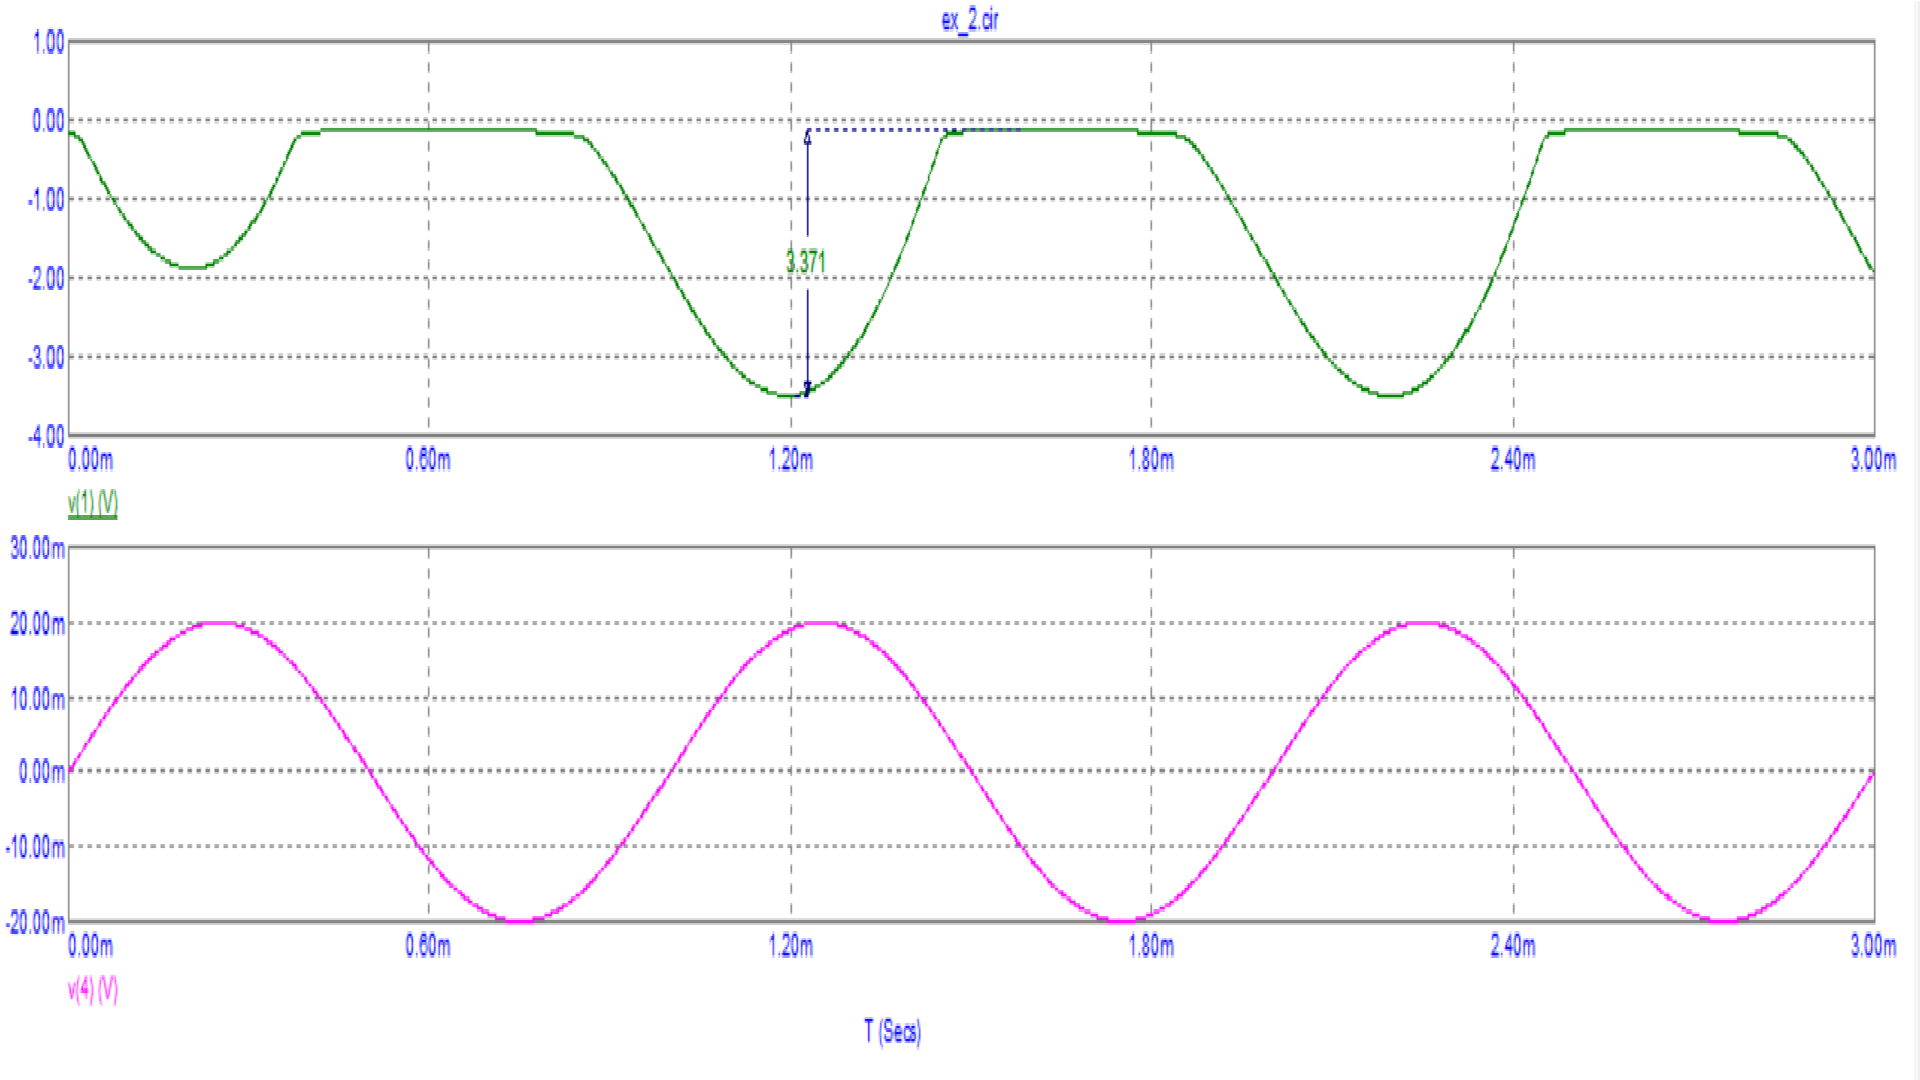 ex_2.cir
1.00
0.00
-1.00
-2.00
-3.00
-4.00
3.371
0.00m 0.60m 1.20m 1.80m 2.40m 3.00m
v(1) (V)
30.00m
20.00m
10.00m
0.00m
-10.00m
-20.00m
0.00m 0.60m 1.20m 1.80m 2.40m 3.00m
v(4) (V)
T (Secs)